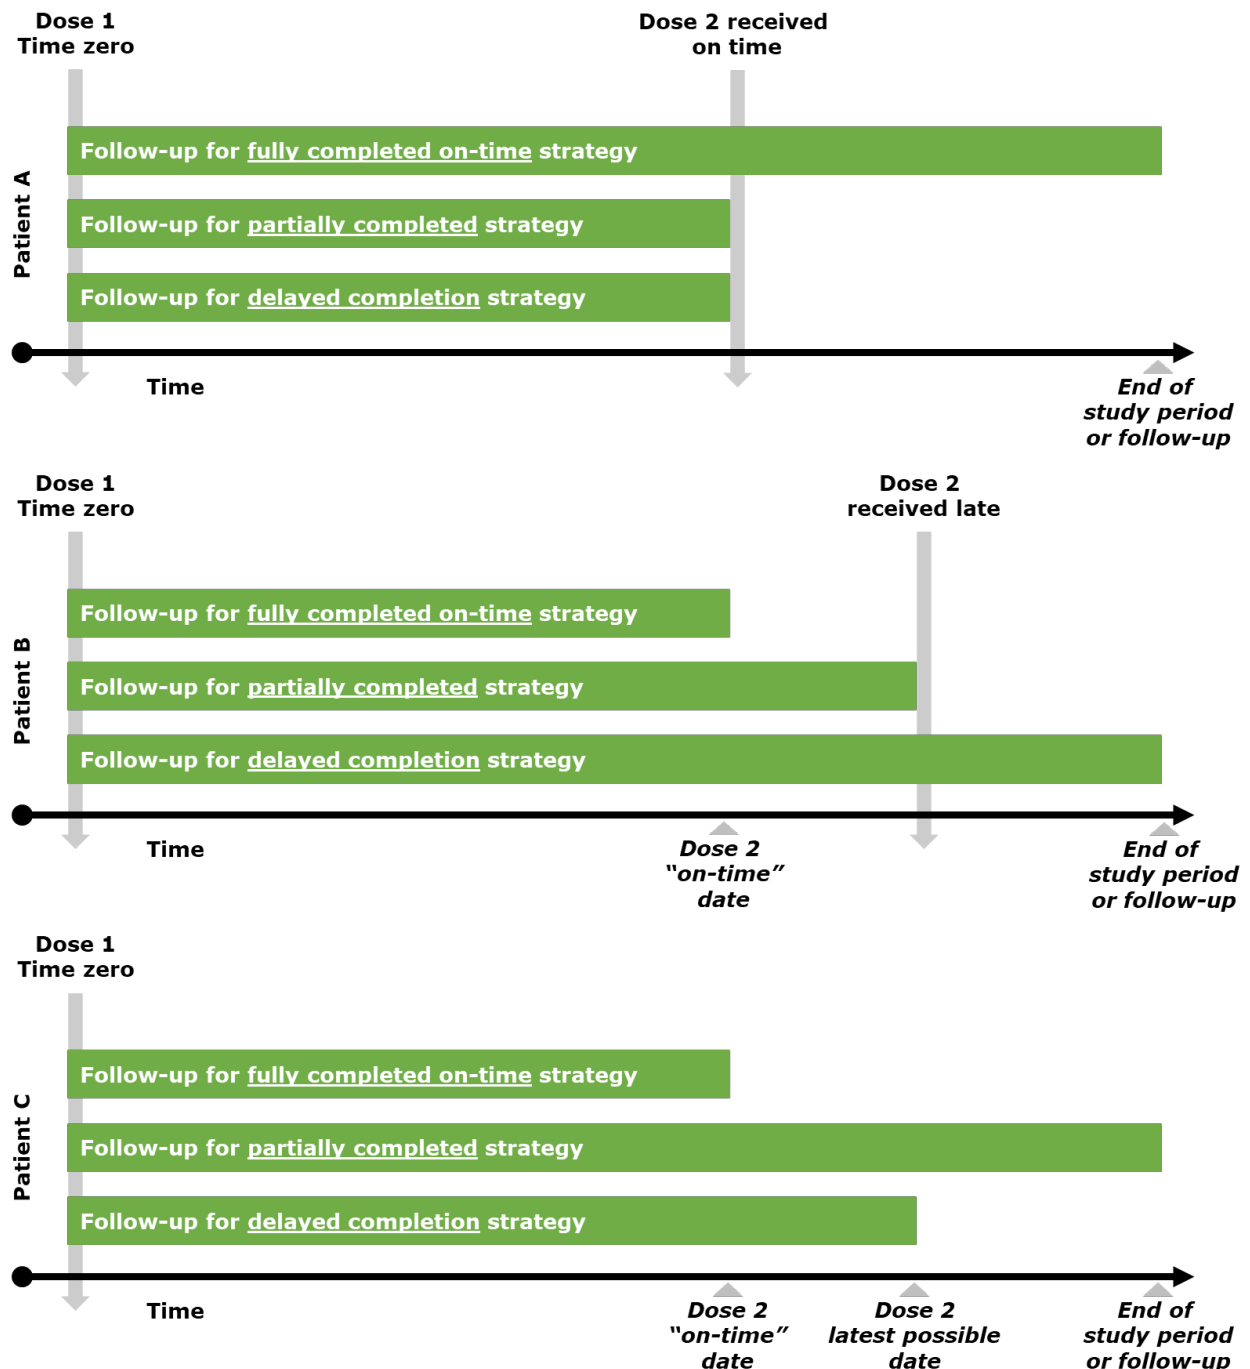 Dose 1
Time zero
Dose 2 received
on time
Patient A
Follow-up for fully completed on-time strategy
Follow-up for partially completed strategy
Follow-up for delayed completion strategy
Time
End of
study period
or follow-up
Dose 1
Time zero
Dose 2
received late
Patient B
Follow-up for fully completed on-time strategy
Follow-up for partially completed strategy
Follow-up for delayed completion strategy
Time
Dose 2
“on-time”
date
End of
study period
or follow-up
Dose 1
Time zero
Patient C
Follow-up for fully completed on-time strategy
Follow-up for partially completed strategy
Follow-up for delayed completion strategy
Time
Dose 2
“on-time”
date
Dose 2
latest possible
date
End of
study period
or follow-up